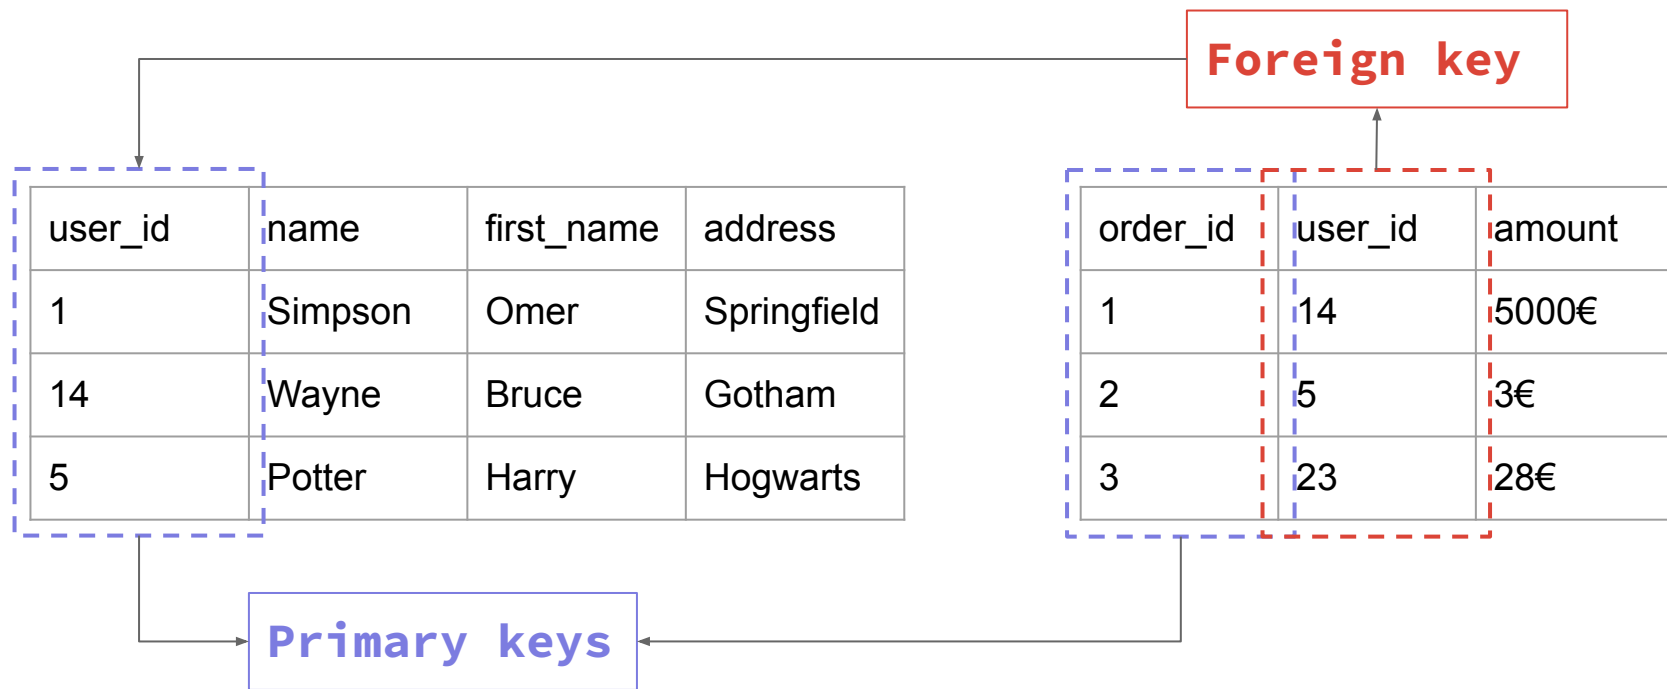 Foreign key
user_id name first_name address
1 Simpson Omer Springfield
14 Wayne Bruce Gotham
5 Potter Harry Hogwarts
order_id user_id amount
1 14 5000€
2 5 3€
3 23 28€
Primary keys